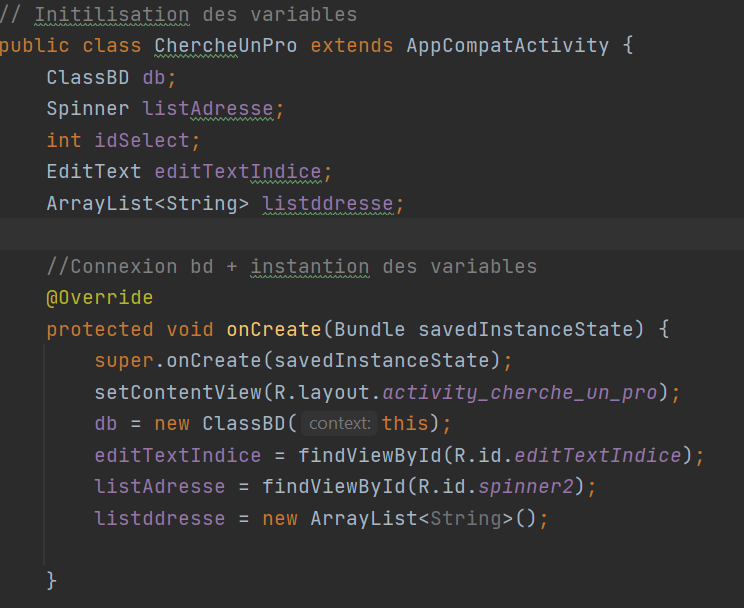 // Initilisation des variables
public class ChercheUnPro extends AppCompatActivity {
ClassBD db;
Spinner listAdresse;
int idSelect;
EditText editTextIndice;
ArrayList<String> listddresse;
//Connexion bd + instantion des variables
@Override
protected void onCreate(Bundle savedInstanceState) {
super.onCreate(savedInstanceState);
setContentView(R.layout.activity_cherche_un_pro);
db = new ClassBD( context: this);
editTextIndice = findViewById(R.id.editTextIndice);
listAdresse = findViewById(R.id.spinner2);
listddresse = new ArrayList<String>();
}